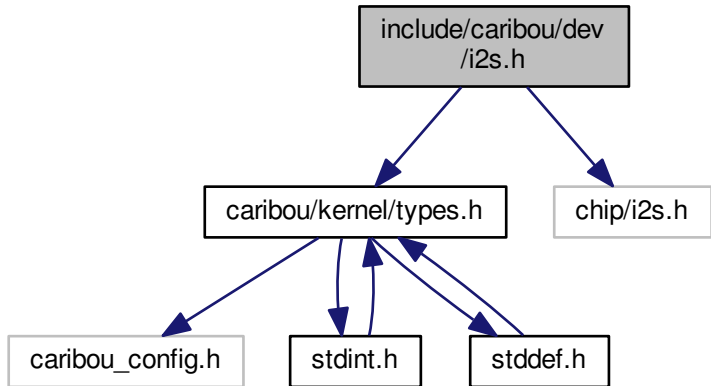 include/caribou/dev
/i2s.h
caribou/kernel/types.h
chip/i2s.h
caribou_config.h
stdint.h
stddef.h